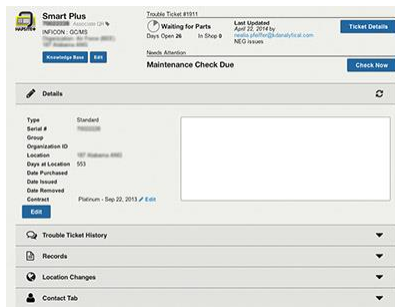 Smart Plus
Associate QR
INFICON : GC/MS
Knowledge Base Edit
HAPSITE
Trouble Ticket #1911
Waiting for Parts
Days Open 26 In Shop 0
Last Updated
April 22, 2014 by
NEG issues
Ticket Details
Needs Attention
Maintenance Check Due
Check Now
Details
Type Standard
Serial #
Group
Organization ID
Location
Days at Location 553
Date Purchased
Date Issued
Date Removed
Contract Platinum - Sep 22, 2013 Edit
Edit
Trouble Ticket History
Records
Location Changes
Contact Tab